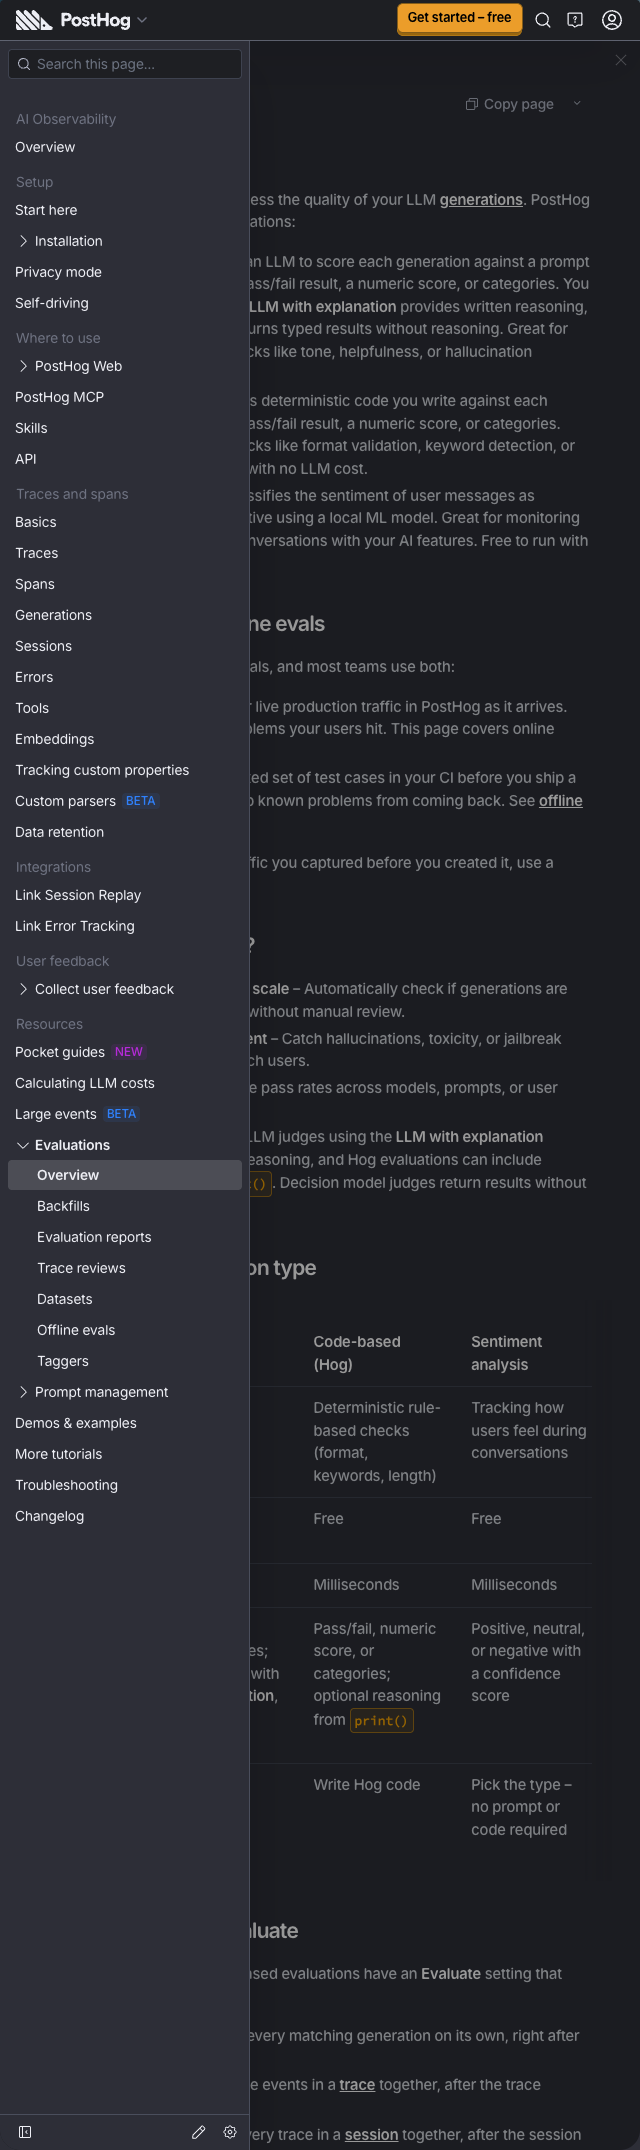 PostHog
Get started – free
Search this page...
AI Observability
Overview
Setup
Start here
Installation
Privacy mode
Self-driving
Where to use
PostHog Web
PostHog MCP
Skills
API
Traces and spans
Basics
Traces
Spans
Generations
Sessions
Errors
Tools
Embeddings
Tracking custom properties
Custom parsers BETA
Data retention
Integrations
Link Session Replay
Link Error Tracking
User feedback
Collect user feedback
Resources
Pocket guides NEW
Calculating LLM costs
Large events BETA
Evaluations
Overview
Backfills
Evaluation reports
Trace reviews
Datasets
Offline evals
Taggers
Prompt management
Demos & examples
More tutorials
Troubleshooting
Changelog
Copy page
ess the quality of your LLM generations. PostHog
ations:
an LLM to score each generation against a prompt
ass/fail result, a numeric score, or categories. You
LLM with explanation provides written reasoning,
urns typed results without reasoning. Great for
cks like tone, helpfulness, or hallucination
s deterministic code you write against each
ass/fail result, a numeric score, or categories.
cks like format validation, keyword detection, or
with no LLM cost.
ssifies the sentiment of user messages as
tive using a local ML model. Great for monitoring
nversations with your AI features. Free to run with
ne evals
als, and most teams use both:
r live production traffic in PostHog as it arrives.
blems your users hit. This page covers online
ked set of test cases in your CI before you ship a
o known problems from coming back. See offline
ffic you captured before you created it, use a
?
scale – Automatically check if generations are
without manual review.
ent – Catch hallucinations, toxicity, or jailbreak
ch users.
e pass rates across models, prompts, or user
LLM judges using the LLM with explanation
easoning, and Hog evaluations can include
t(). Decision model judges return results without
on type
Code-based
(Hog)
Sentiment
analysis
Deterministic rule-
based checks
(format,
keywords, length)
Tracking how
users feel during
conversations
Free
Free
Milliseconds
Milliseconds
es;
with
tion,
Pass/fail, numeric
score, or
categories;
optional reasoning
from print()
Positive, neutral,
or negative with
a confidence
score
Write Hog code
Pick the type –
no prompt or
code required
aluate
ased evaluations have an Evaluate setting that
every matching generation on its own, right after
e events in a trace together, after the trace
very trace in a session together, after the session